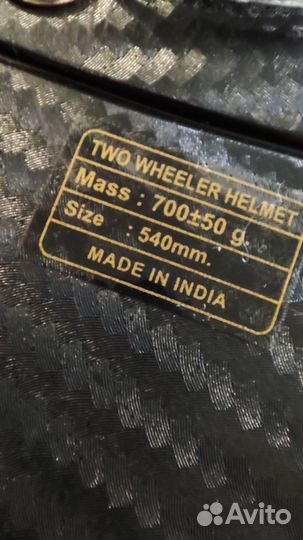 TWO WHEELER HELMET
Mass : 700±50 g.
Size : 540mm.
MADE IN INDIA
Avito